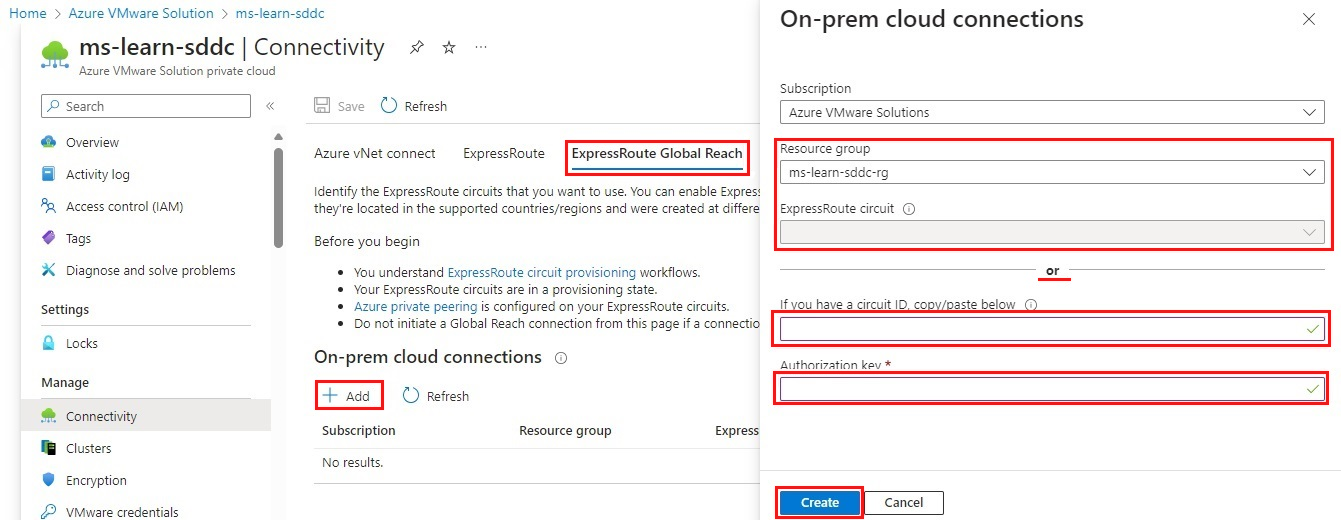 Home > Azure VMware Solution > ms-learn-sddc
ms-learn-sddc | Connectivity
Azure VMware Solution private cloud
Search
Overview
Activity log
Access control (IAM)
Tags
Diagnose and solve problems
Settings
Locks
Manage
Connectivity
Clusters
Encryption
VMware credentials
Save Refresh
Azure vNet connect ExpressRoute ExpressRoute Global Reach
Identify the ExpressRoute circuits that you want to use. You can enable Expres
they're located in the supported countries/regions and were created at differe
Before you begin
• You understand ExpressRoute circuit provisioning workflows.
• Your ExpressRoute circuits are in a provisioning state.
• Azure private peering is configured on your ExpressRoute circuits.
• Do not initiate a Global Reach connection from this page if a connectio
On-prem cloud connections
+ Add Refresh
Subscription Resource group Express
No results.
On-prem cloud connections
Subscription
Azure VMware Solutions
Resource group
ms-learn-sddc-rg
ExpressRoute circuit
or
If you have a circuit ID, copy/paste below
Authorization key *
Create Cancel